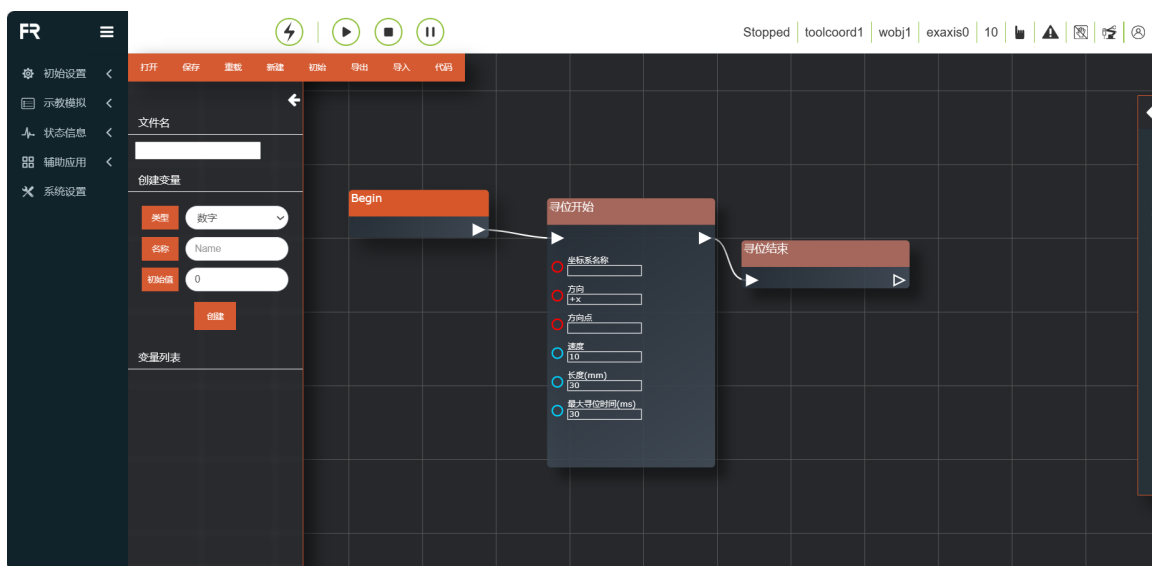 FR
Stopped toolcoord1 wobj1 exaxis0 10
初始设置
示教模拟
状态信息
辅助应用
系统设置
打开 保存 重载 新建 初始 导出 导入 代码
文件名
创建变量
类型 数字
名称 Name
初始值 0
创建
变量列表
Begin
寻位开始
坐标系名称
方向
+x
方向点
速度
10
长度(mm)
30
最大寻位时间(ms)
30
寻位结束